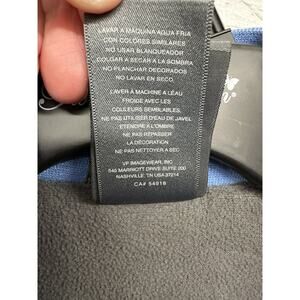 LAVAR A MAQUINA AGUA FRIA
CON COLORES SIMILARES
NO USAR BLANQUEADOR
COLGAR A SECAR A LA SOMBRA
NO PLANCHAR DECORADOS
NO LAVAR EN SECO.
LAVER À MACHINE A LÉAU
FROIDE AVEC LES
COULEURS SEMBLABLES,
NE PAS UTILISER D'EAU DE JAVEL
ETENDRE A L'OMBRE
NE PAS REPASSER
LA DÉCORATION
NE PAS NETTOYER A SEC
VF IMAGEWEAR, INC
545 MARRIOTT DRIVE SUITE 200
NASHVILLE, TN USA 37214
CA# 54918